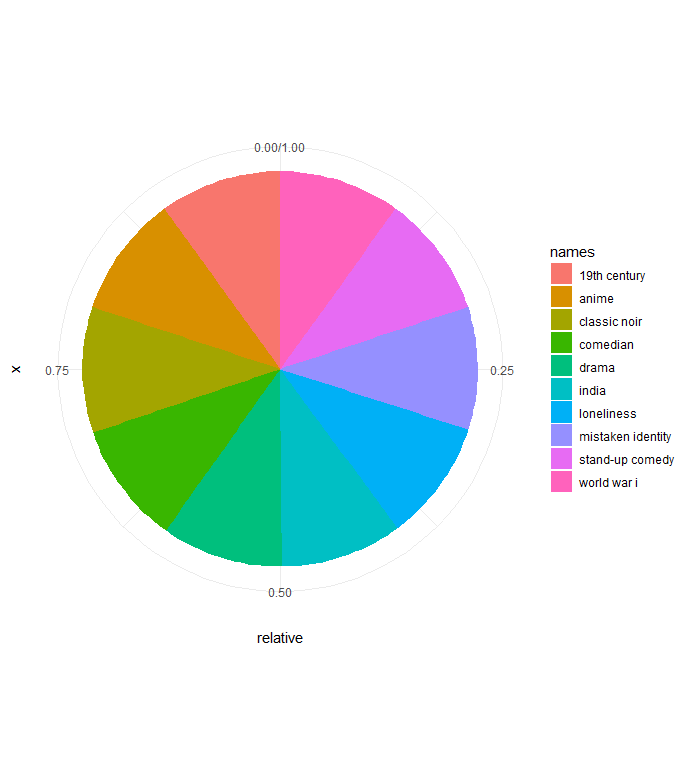 0.00/1.00
0.75
0.25
0.50
x
relative
names
19th century
anime
classic noir
comedian
drama
india
loneliness
mistaken identity
stand-up comedy
world war i